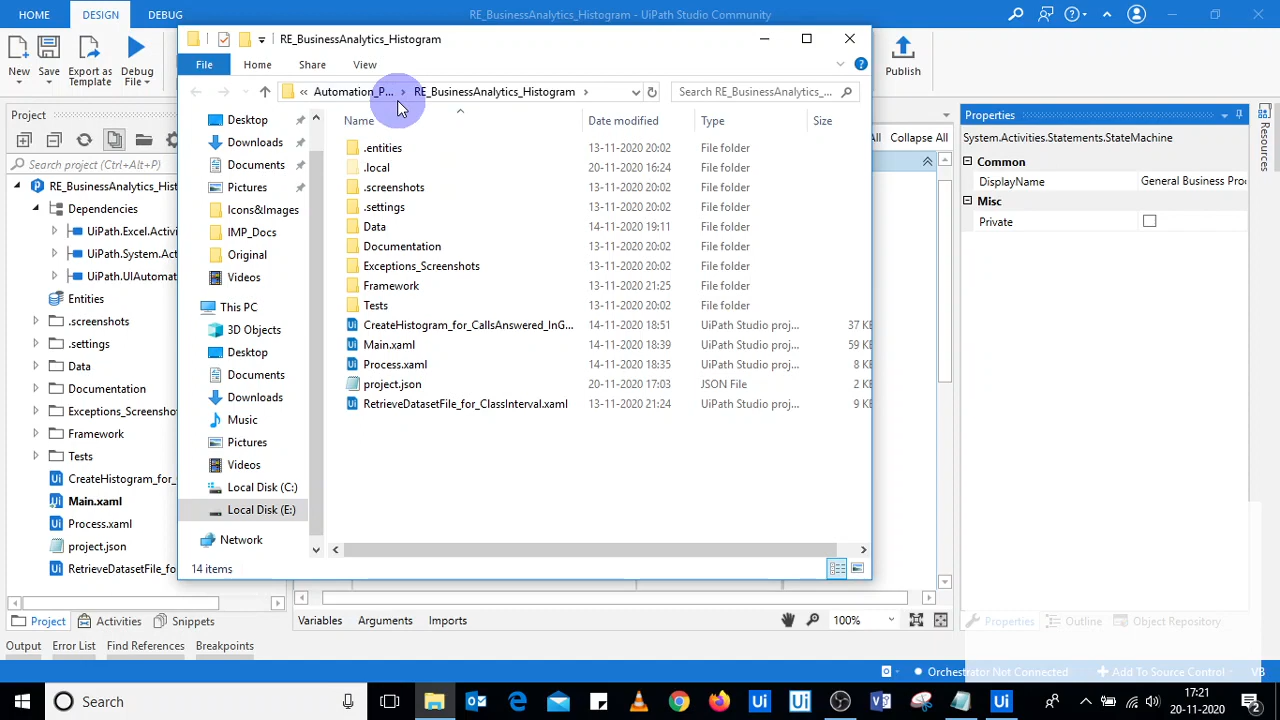 HOME DESIGN DEBUG RE_BusinessAnalytics_Histogram - UiPath Studio Community
New Save Export as Template Debug File Publish
RE_BusinessAnalytics_Histogram
File Home Share View
« Automation_P... › RE_BusinessAnalytics_Histogram › Search RE_BusinessAnalytics_...
Name Date modified Type Size
.entities 13-11-2020 20:02 File folder
.local 20-11-2020 16:24 File folder
.screenshots 13-11-2020 20:02 File folder
.settings 13-11-2020 20:02 File folder
Data 14-11-2020 19:11 File folder
Documentation 13-11-2020 20:02 File folder
Exceptions_Screenshots 13-11-2020 20:02 File folder
Framework 13-11-2020 21:25 File folder
Tests 13-11-2020 20:02 File folder
CreateHistogram_for_CallsAnswered_InG... 14-11-2020 18:51 UiPath Studio proj... 37 KB
Main.xaml 14-11-2020 18:39 UiPath Studio proj... 59 KB
Process.xaml 14-11-2020 18:35 UiPath Studio proj... 8 KB
project.json 20-11-2020 17:03 JSON File 2 KB
RetrieveDatasetFile_for_ClassInterval.xaml 13-11-2020 21:24 UiPath Studio proj... 9 KB
14 items
Desktop
Downloads
Documents
Pictures
Icons&Images
IMP_Docs
Original
Videos
This PC
3D Objects
Desktop
Documents
Downloads
Music
Pictures
Videos
Local Disk (C:)
Local Disk (E:)
Network
Project
Search project (Ctrl+Alt+
RE_BusinessAnalytics_Hist
Dependencies
UiPath.Excel.Activi
UiPath.System.Act
UiPath.UIAutomat
Entities
.screenshots
.settings
Data
Documentation
Exceptions_Screensho
Framework
Tests
CreateHistogram_for_
Main.xaml
Process.xaml
project.json
RetrieveDatasetFile_fo
Project Activities Snippets
All Collapse All
Variables Arguments Imports 100%
Properties
System.Activities.Statements.StateMachine
Common
DisplayName General Business Pro
Misc
Private
Resources
Properties Outline Object Repository
Output Error List Find References Breakpoints
Orchestrator Not Connected Add To Source Control VB
Search 17:21
20-11-2020
2